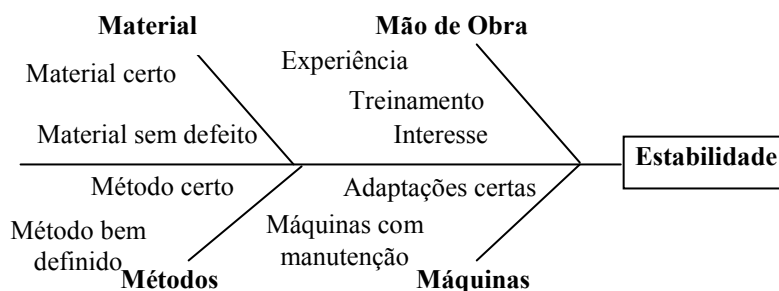 Material
Mão de Obra
Material certo
Experiência
Treinamento
Material sem defeito
Interesse
Estabilidade
Método certo
Adaptações certas
Método bem
definido
Máquinas com
manutenção
Métodos
Máquinas